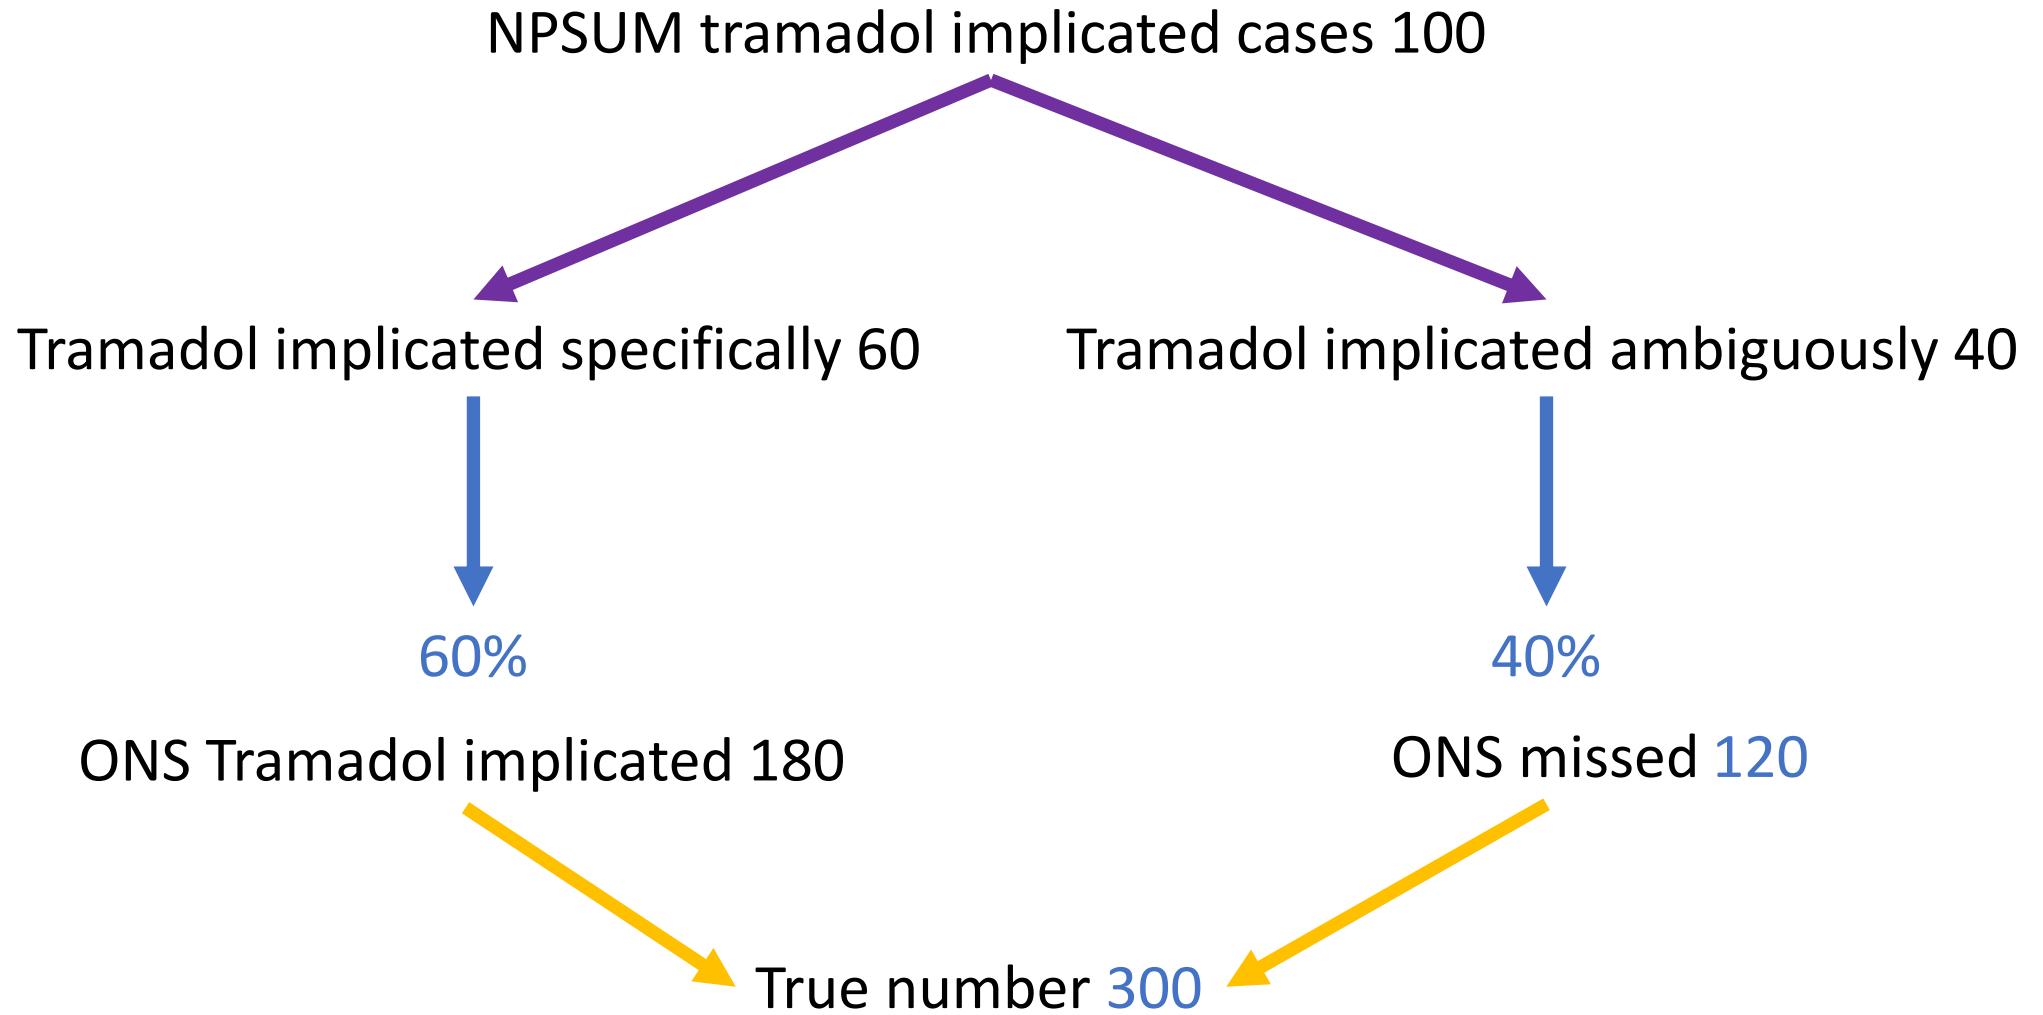 NPSUM tramadol implicated cases 100
Tramadol implicated specifically 60
Tramadol implicated ambiguously 40
60%
40%
ONS Tramadol implicated 180
ONS missed 120
True number 300